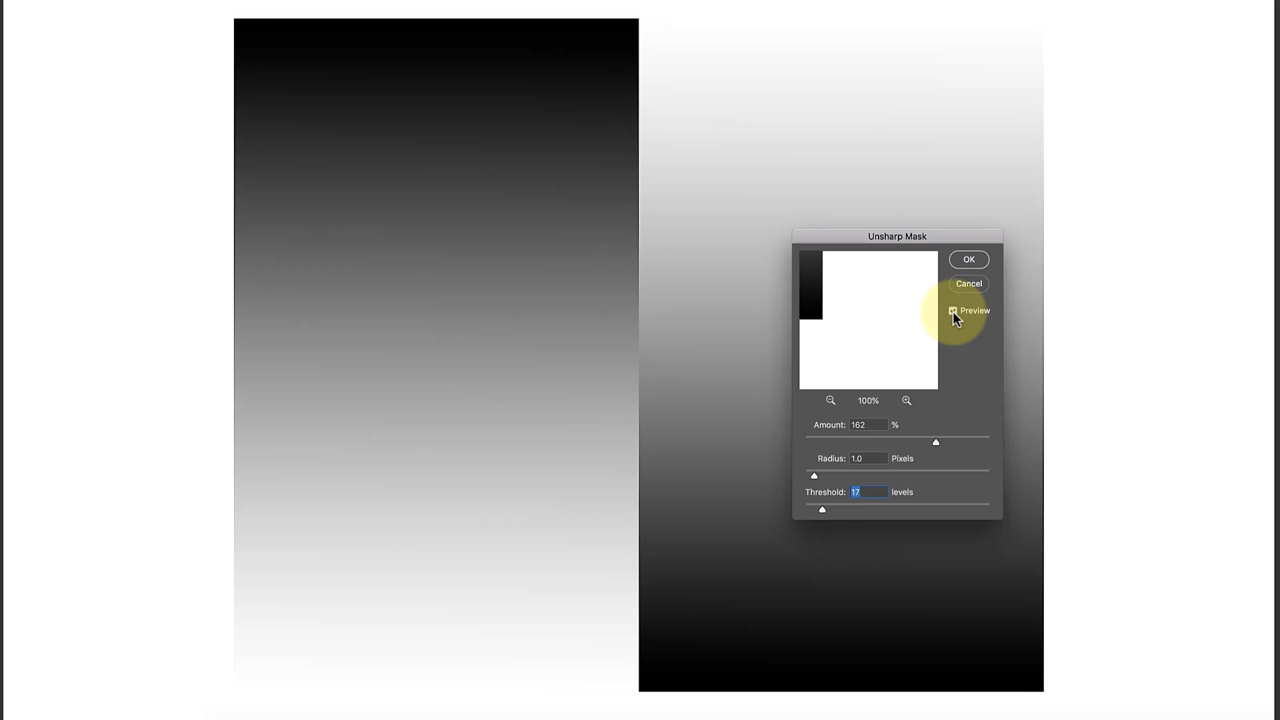 Unsharp Mask
OK
Cancel
Preview
100%
Amount: 162 %
Radius: 1.0 Pixels
Threshold: 17 levels